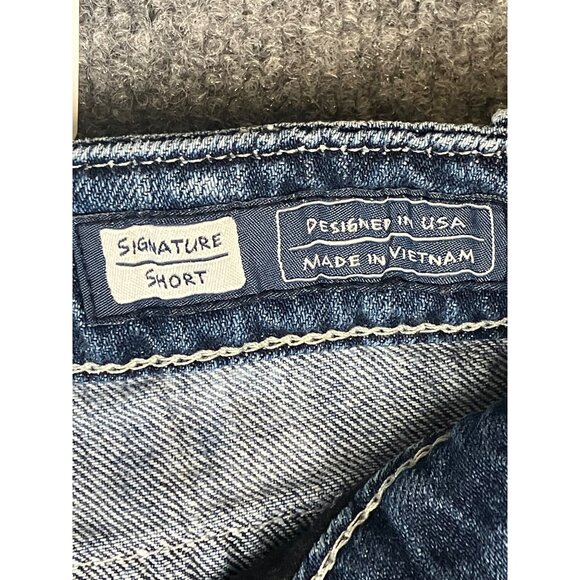 SIGNATURE
SHORT
DESIGNED IN USA
MADE IN VIETNAM